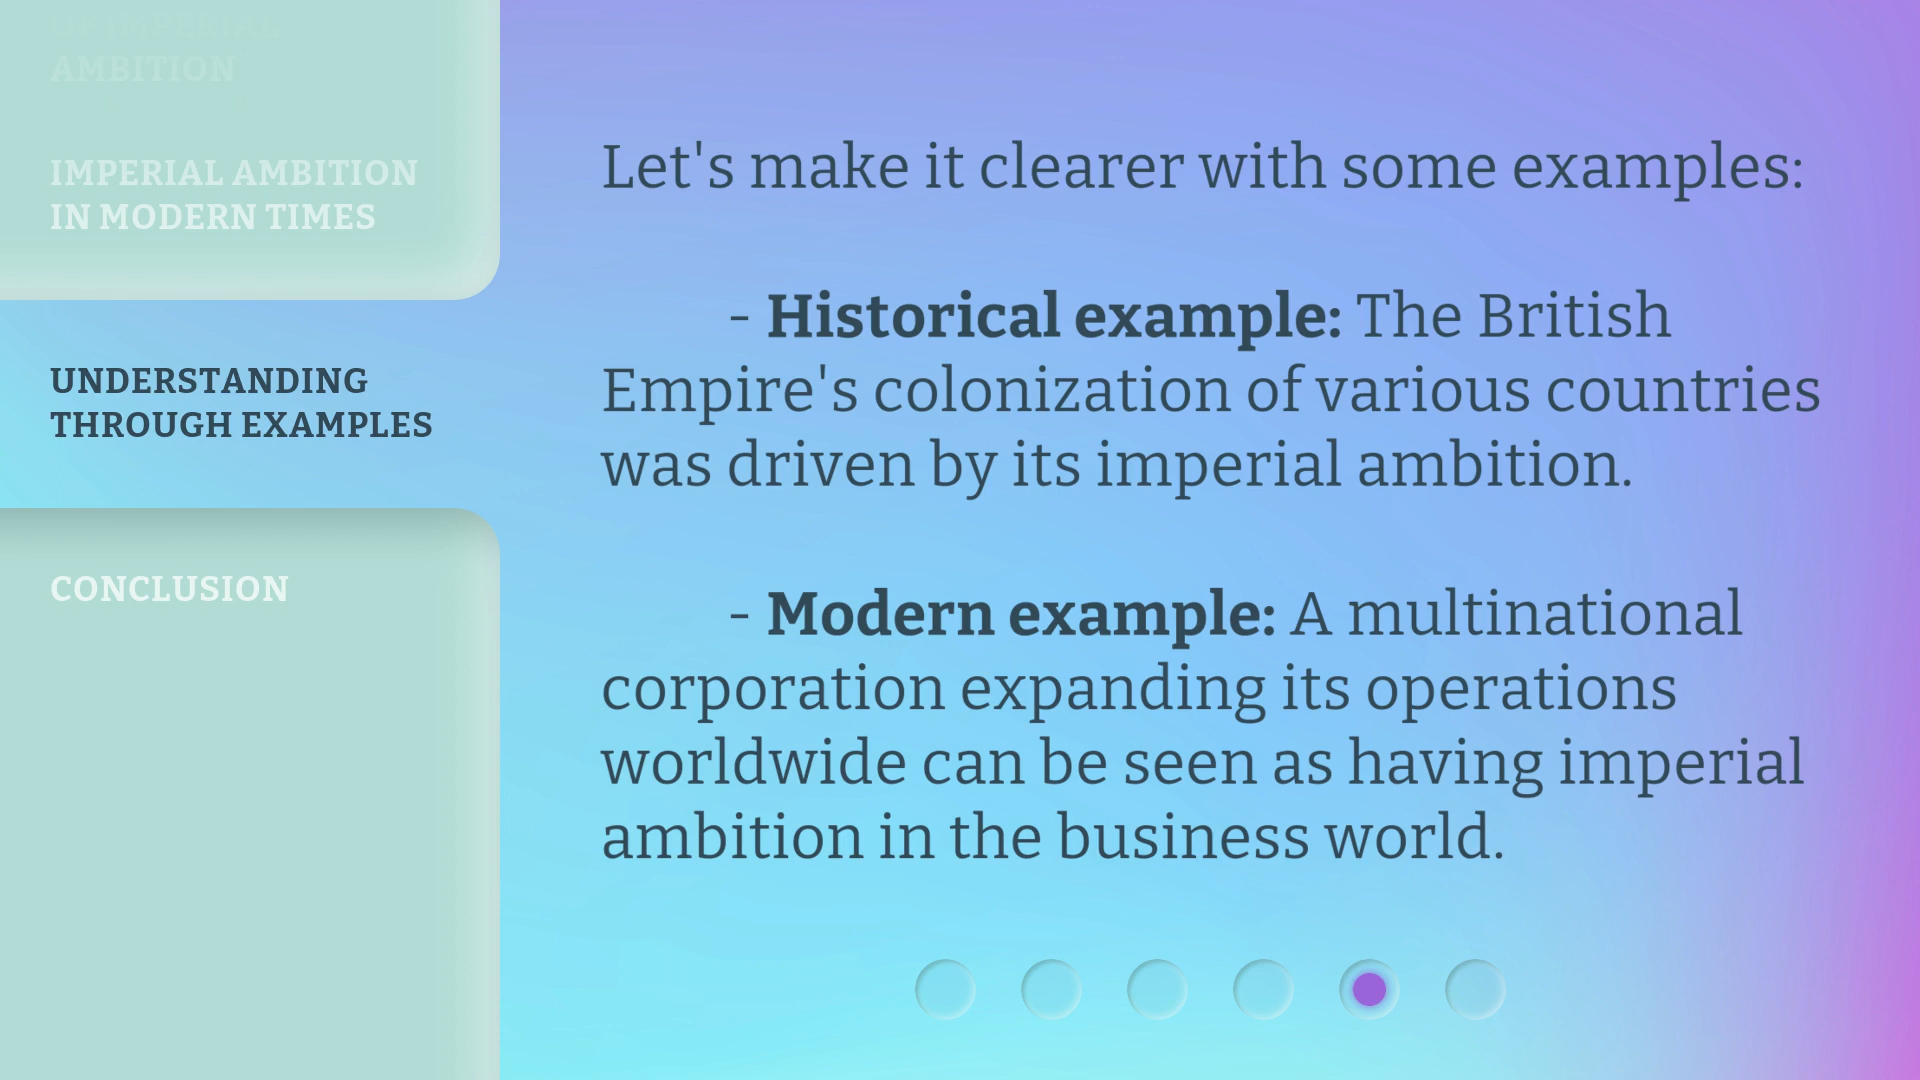 OF IMPERIAL
AMBITION
IMPERIAL AMBITION
IN MODERN TIMES
UNDERSTANDING
THROUGH EXAMPLES
CONCLUSION
Let's make it clearer with some examples:
- Historical example: The British
Empire's colonization of various countries
was driven by its imperial ambition.
- Modern example: A multinational
corporation expanding its operations
worldwide can be seen as having imperial
ambition in the business world.